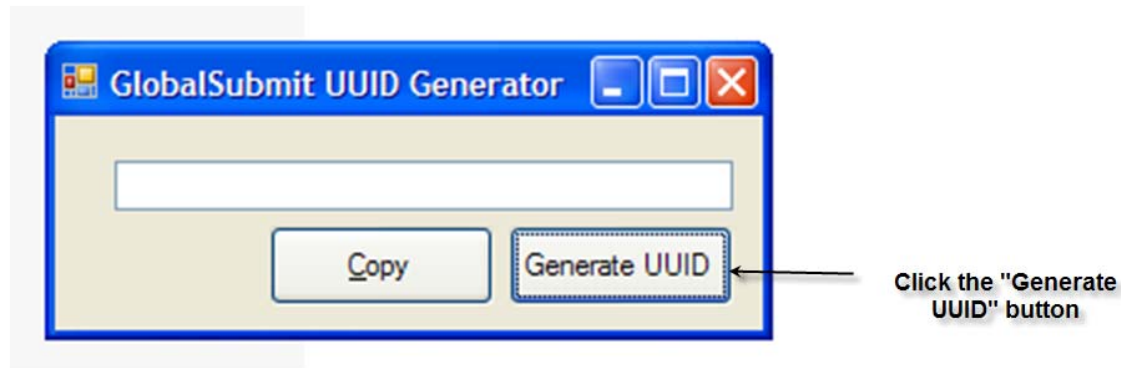 GlobalSubmit UUID Generator
Copy
Generate UUID
Click the "Generate
UUID" button